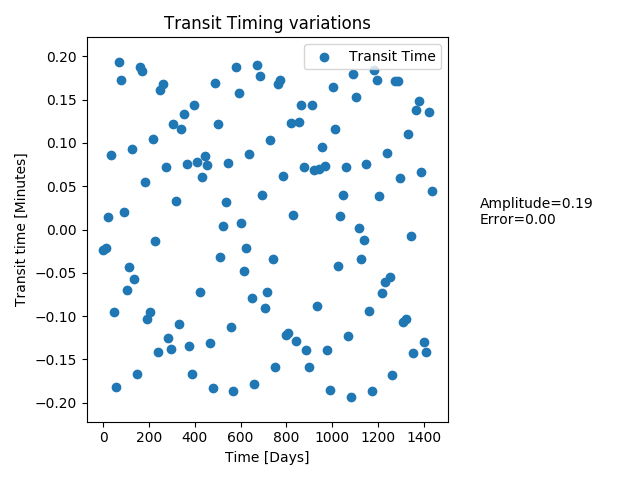 Transit Timing variations
Transit Time
0.20
0.15
0.10
0.05
0.00
−0.05
−0.10
−0.15
−0.20
Transit time [Minutes]
Amplitude=0.19
Error=0.00
0 200 400 600 800 1000 1200 1400
Time [Days]